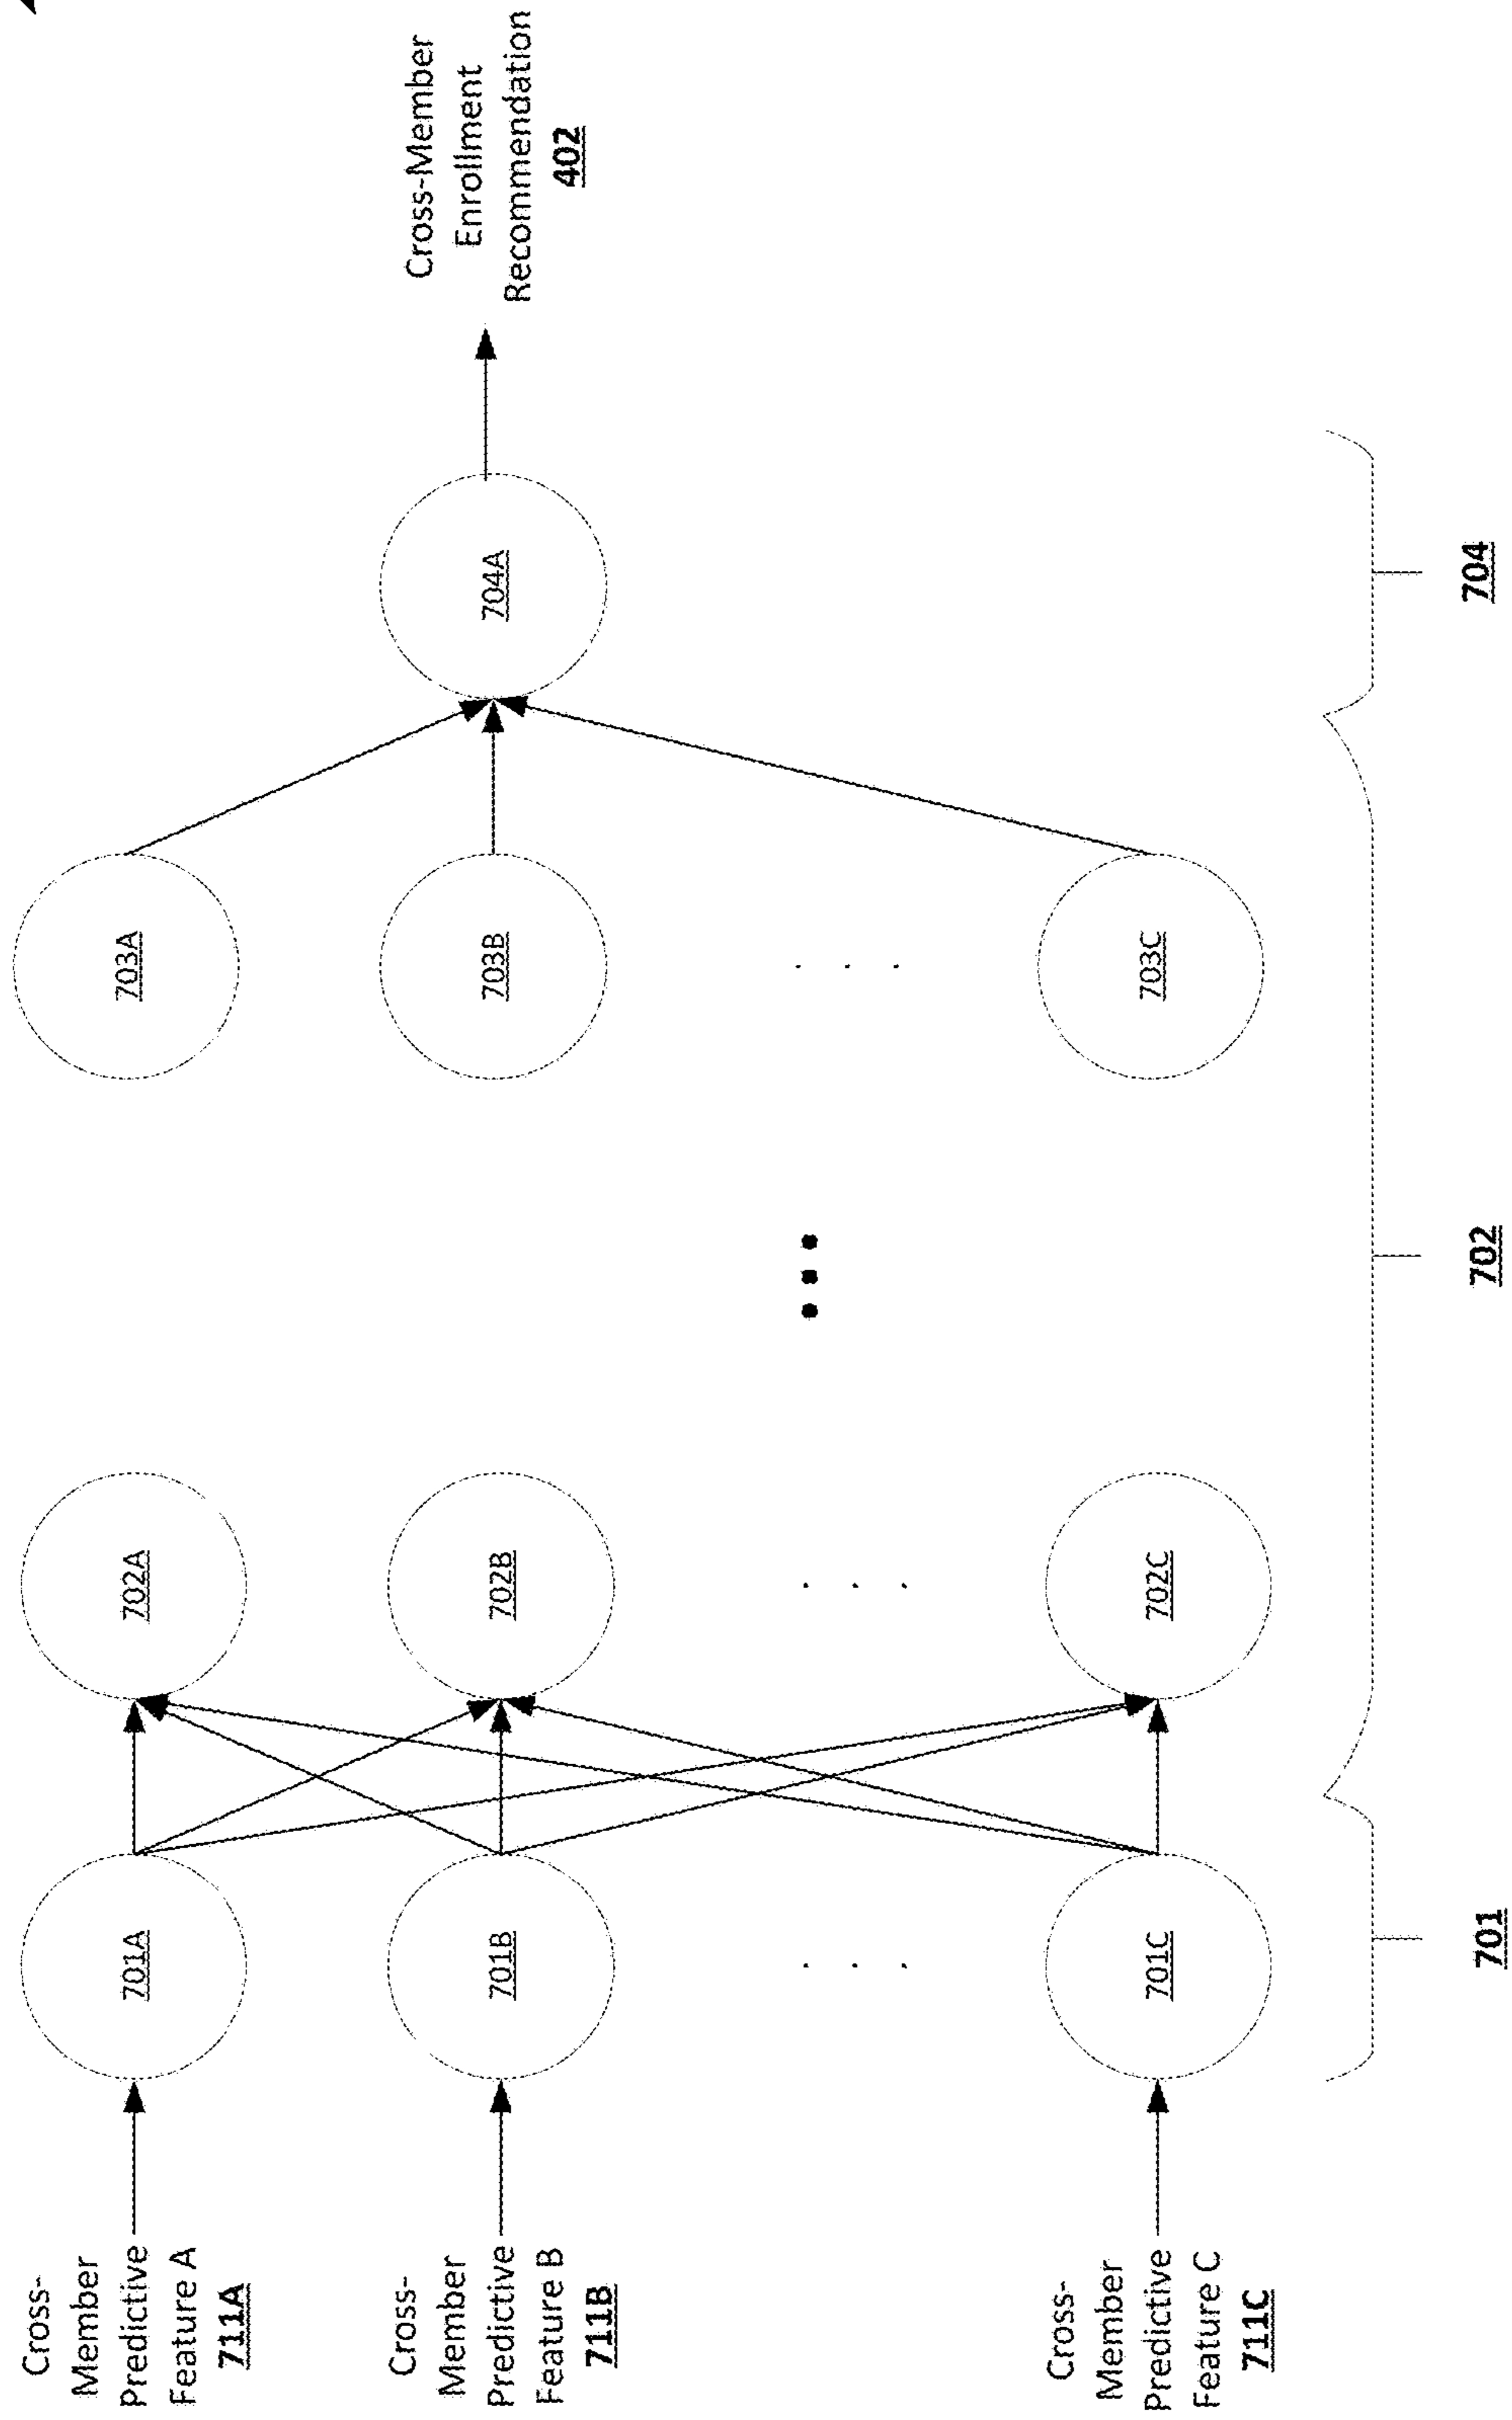 Cross-
Member
Predictive
Feature A
711A
Cross-
Member
Predictive
Feature B
711B
Cross-
Member
Predictive
Feature C
711C
701A
701B
701C
702A
702B
702C
703A
703B
703C
704A
Cross-Member
Enrollment
Recommendation
402
701
702
704